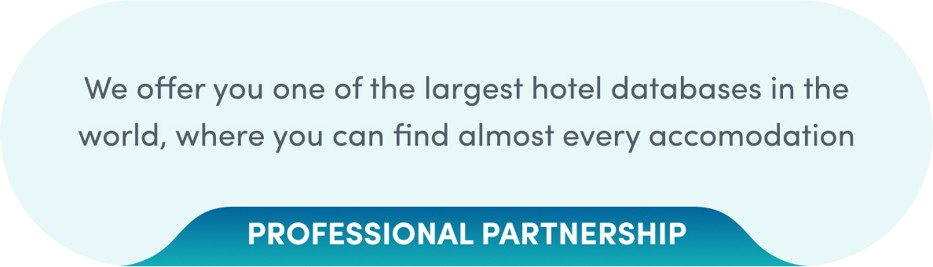 We offer you one of the largest hotel databases in the
world, where you can find almost every accomodation
PROFESSIONAL PARTNERSHIP